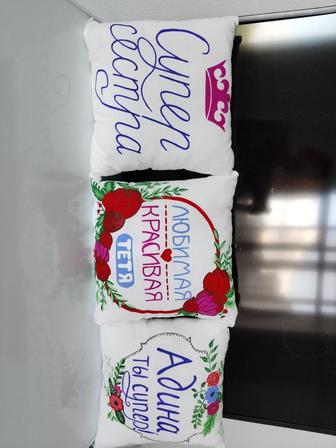 Супер
сестра
ЛЮБИМАЯ
КРАСИВАЯ
ТЕТЯ
Адина
ты супер!